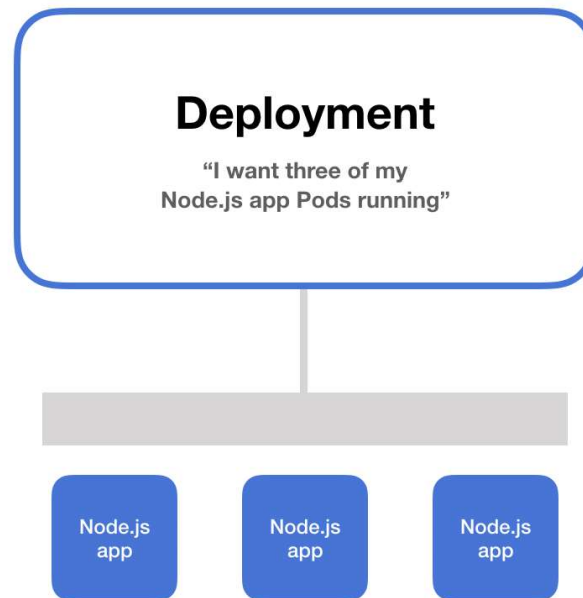 Deployment
“I want three of my
Node.js app Pods running”
Node.js
app
Node.js
app
Node.js
app